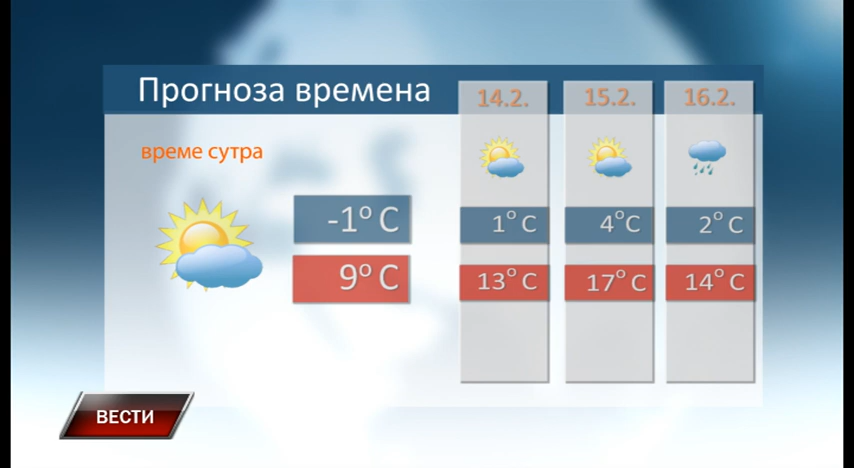 Прогноза времена
време сутра
-1° C
9° C
14.2.
1° C
13° C
15.2.
4°C
17° C
16.2.
2° C
14° C
ВЕСТИ